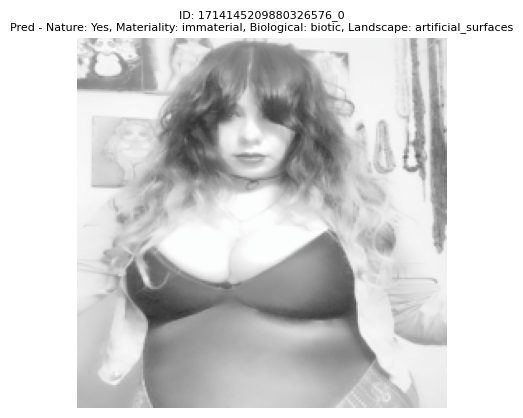 ID: 1714145209880326576_0
Pred - Nature: Yes, Materiality: immaterial, Biological: biotic, Landscape: artificial_surfaces